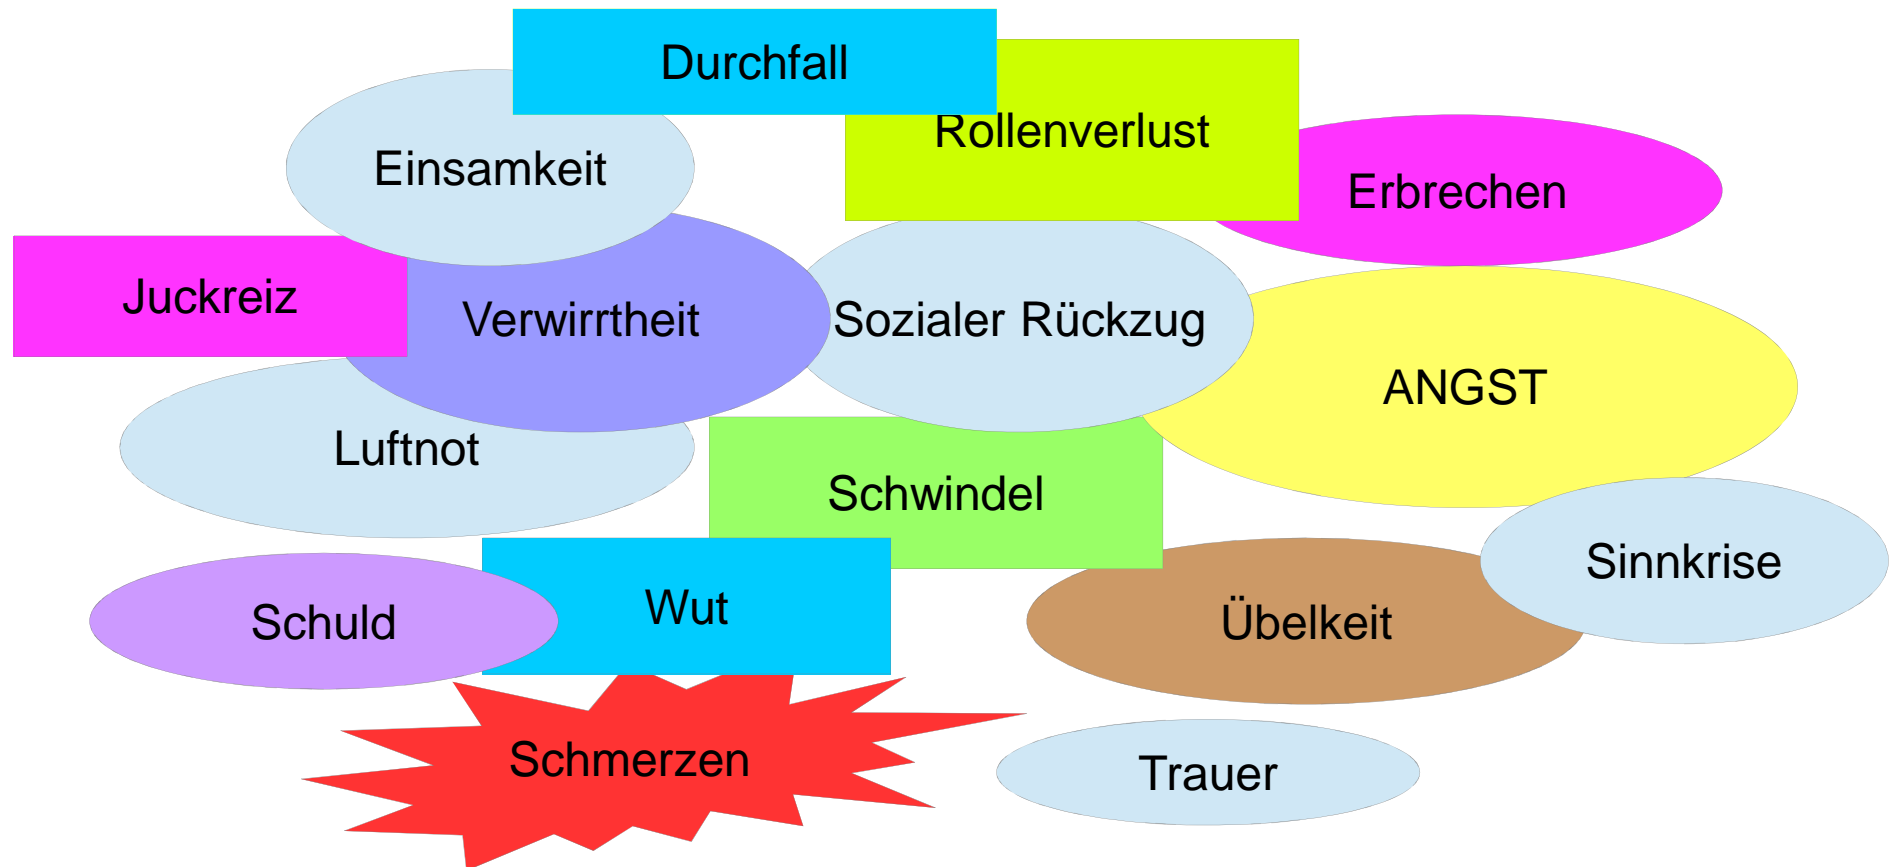 Durchfall
Rollenverlust
Einsamkeit
Erbrechen
Juckreiz
Verwirrtheit
Sozialer Rückzug
ANGST
Luftnot
Schwindel
Sinnkrise
Schuld
Wut
Übelkeit
Schmerzen
Trauer